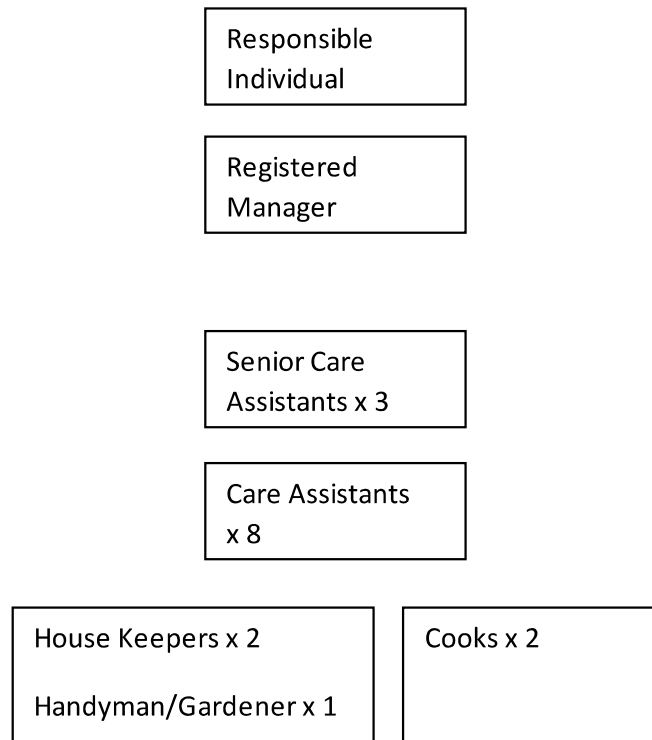 Responsible
Individual
Registered
Manager
Senior Care
Assistants x 3
Care Assistants
x 8
House Keepers x 2
Handyman/Gardener x 1
Cooks x 2